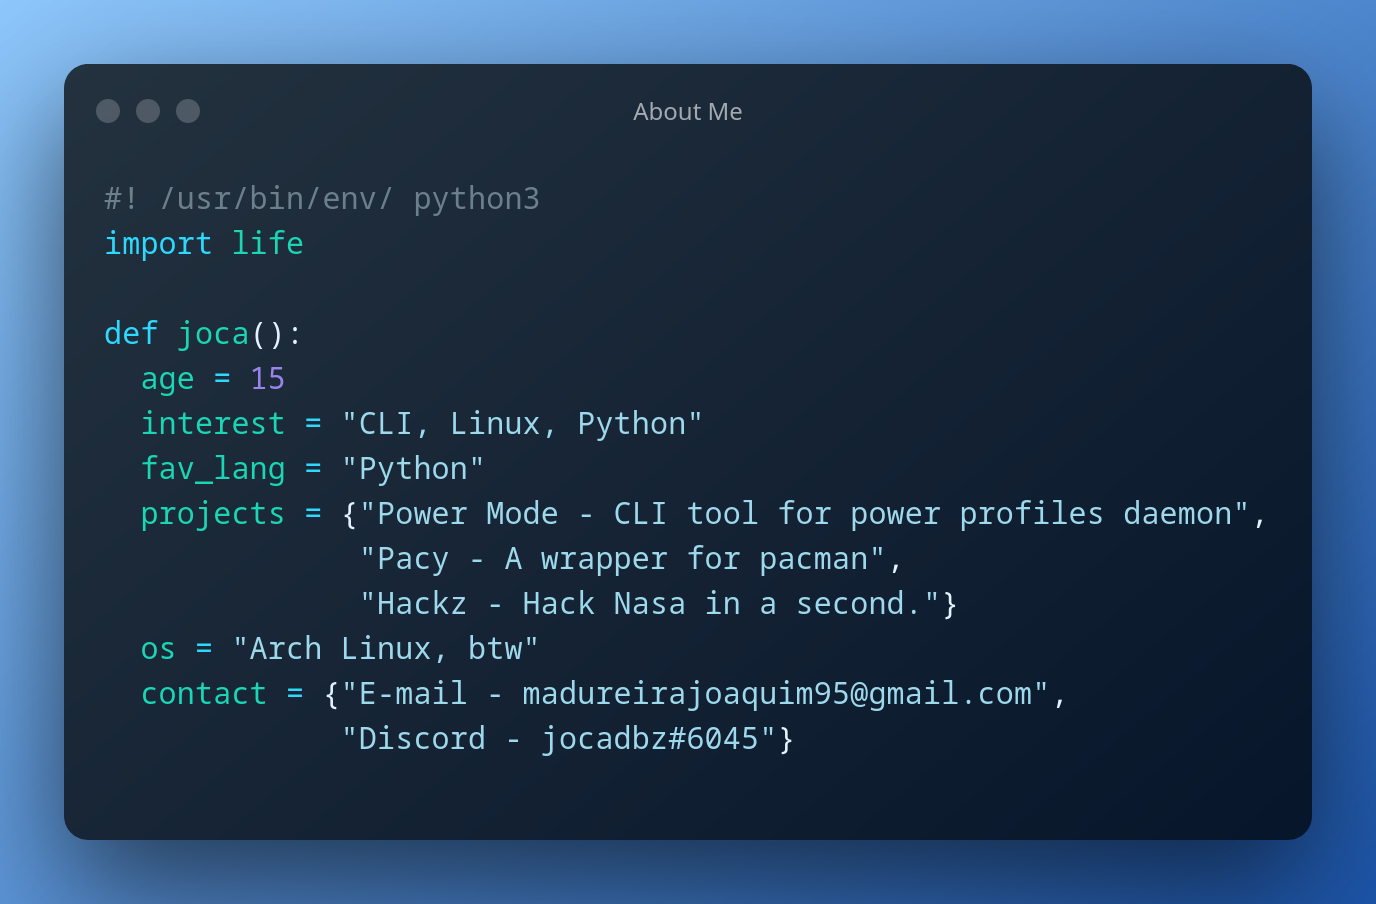 About Me
#! /usr/bin/env/ python3
import life
def joca():
  age = 15
  interest = "CLI, Linux, Python"
  fav_lang = "Python"
  projects = {"Power Mode - CLI tool for power profiles daemon",
              "Pacy - A wrapper for pacman",
              "Hackz - Hack Nasa in a second."}
  os = "Arch Linux, btw"
  contact = {"E-mail - madureirajoaquim95@gmail.com",
             "Discord - jocadbz#6045"}